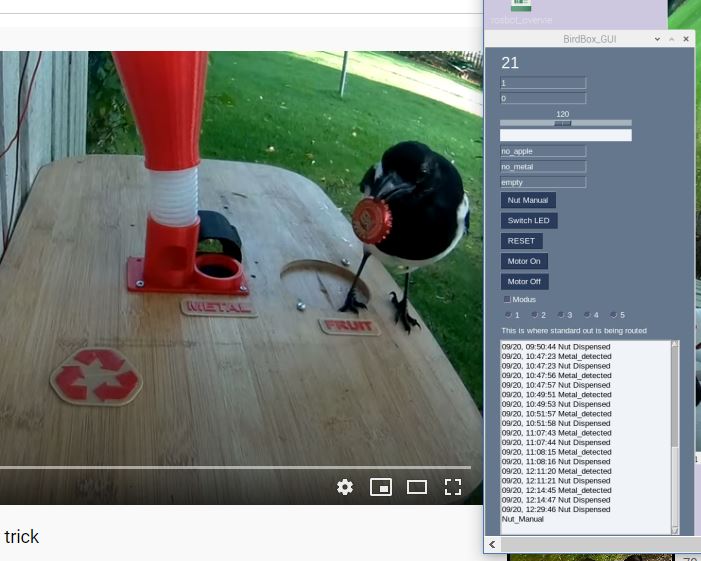 rosbot_overnie
BirdBox_GUI
21
1
0
120
no_apple
no_metal
empty
Nut Manual
Switch LED
RESET
Motor On
Motor Off
Modus
1 2 3 4 5
This is where standard out is being routed
09/20, 09:50:44 Nut Dispensed
09/20, 10:47:23 Metal_detected
09/20, 10:47:23 Nut Dispensed
09/20, 10:47:56 Metal_detected
09/20, 10:47:57 Nut Dispensed
09/20, 10:49:51 Metal_detected
09/20, 10:49:53 Nut Dispensed
09/20, 10:51:57 Metal_detected
09/20, 10:51:58 Nut Dispensed
09/20, 11:07:43 Metal_detected
09/20, 11:07:44 Nut Dispensed
09/20, 11:08:15 Metal_detected
09/20, 11:08:16 Nut Dispensed
09/20, 12:11:20 Metal_detected
09/20, 12:11:21 Nut Dispensed
09/20, 12:14:45 Metal_detected
09/20, 12:14:47 Nut Dispensed
09/20, 12:29:46 Nut Dispensed
Nut_Manual
METAL
FRUIT
trick